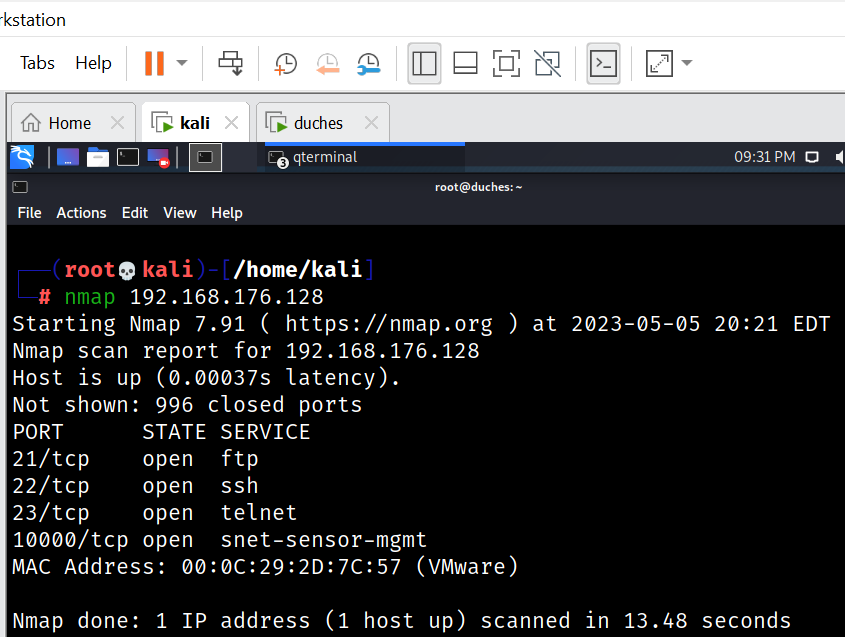 rkstation
Tabs Help
Home kali duches
3 qterminal 09:31 PM
root@duches: ~
File Actions Edit View Help
(root💀kali)-[/home/kali]
# nmap 192.168.176.128
Starting Nmap 7.91 ( https://nmap.org ) at 2023-05-05 20:21 EDT
Nmap scan report for 192.168.176.128
Host is up (0.00037s latency).
Not shown: 996 closed ports
PORT STATE SERVICE
21/tcp open ftp
22/tcp open ssh
23/tcp open telnet
10000/tcp open snet-sensor-mgmt
MAC Address: 00:0C:29:2D:7C:57 (VMware)
Nmap done: 1 IP address (1 host up) scanned in 13.48 seconds